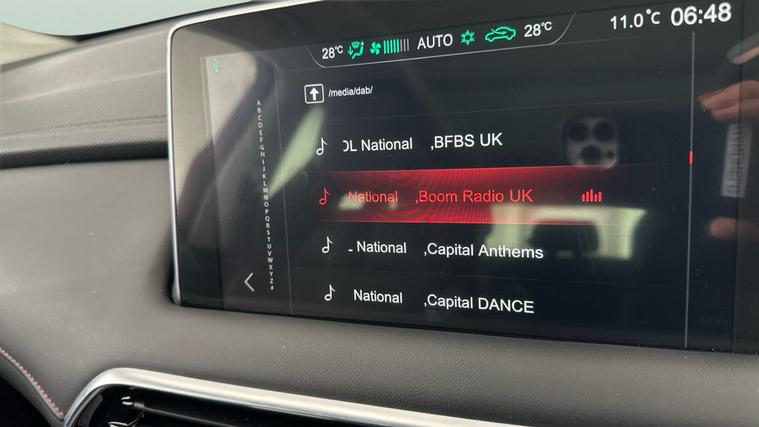 28°C AUTO 28°C 11.0°C 06:48
/media/dab/
A
B
C
D
E
F
G
H
I
J
K
L
M
N
O
P
Q
R
S
T
U
V
W
X
Y
Z
#
OL National ,BFBS UK
National ,Boom Radio UK
_ National ,Capital Anthems
National ,Capital DANCE